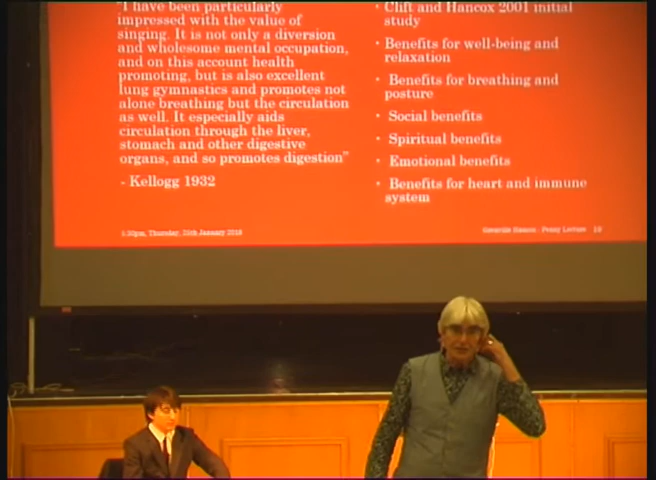 "I have been particularly
impressed with the value of
singing. It is not only a diversion
and wholesome mental occupation,
and on this account health
promoting, but is also excellent
lung gymnastics and promotes not
alone breathing but the circulation
as well. It especially aids
circulation through the liver,
stomach and other digestive
organs, and so promotes digestion"
- Kellogg 1932
• Clift and Hancox 2001 initial
study
• Benefits for well-being and
relaxation
• Benefits for breathing and
posture
• Social benefits
• Spiritual benefits
• Emotional benefits
• Benefits for heart and immune
system
Thursday,
January
Penny Lecture